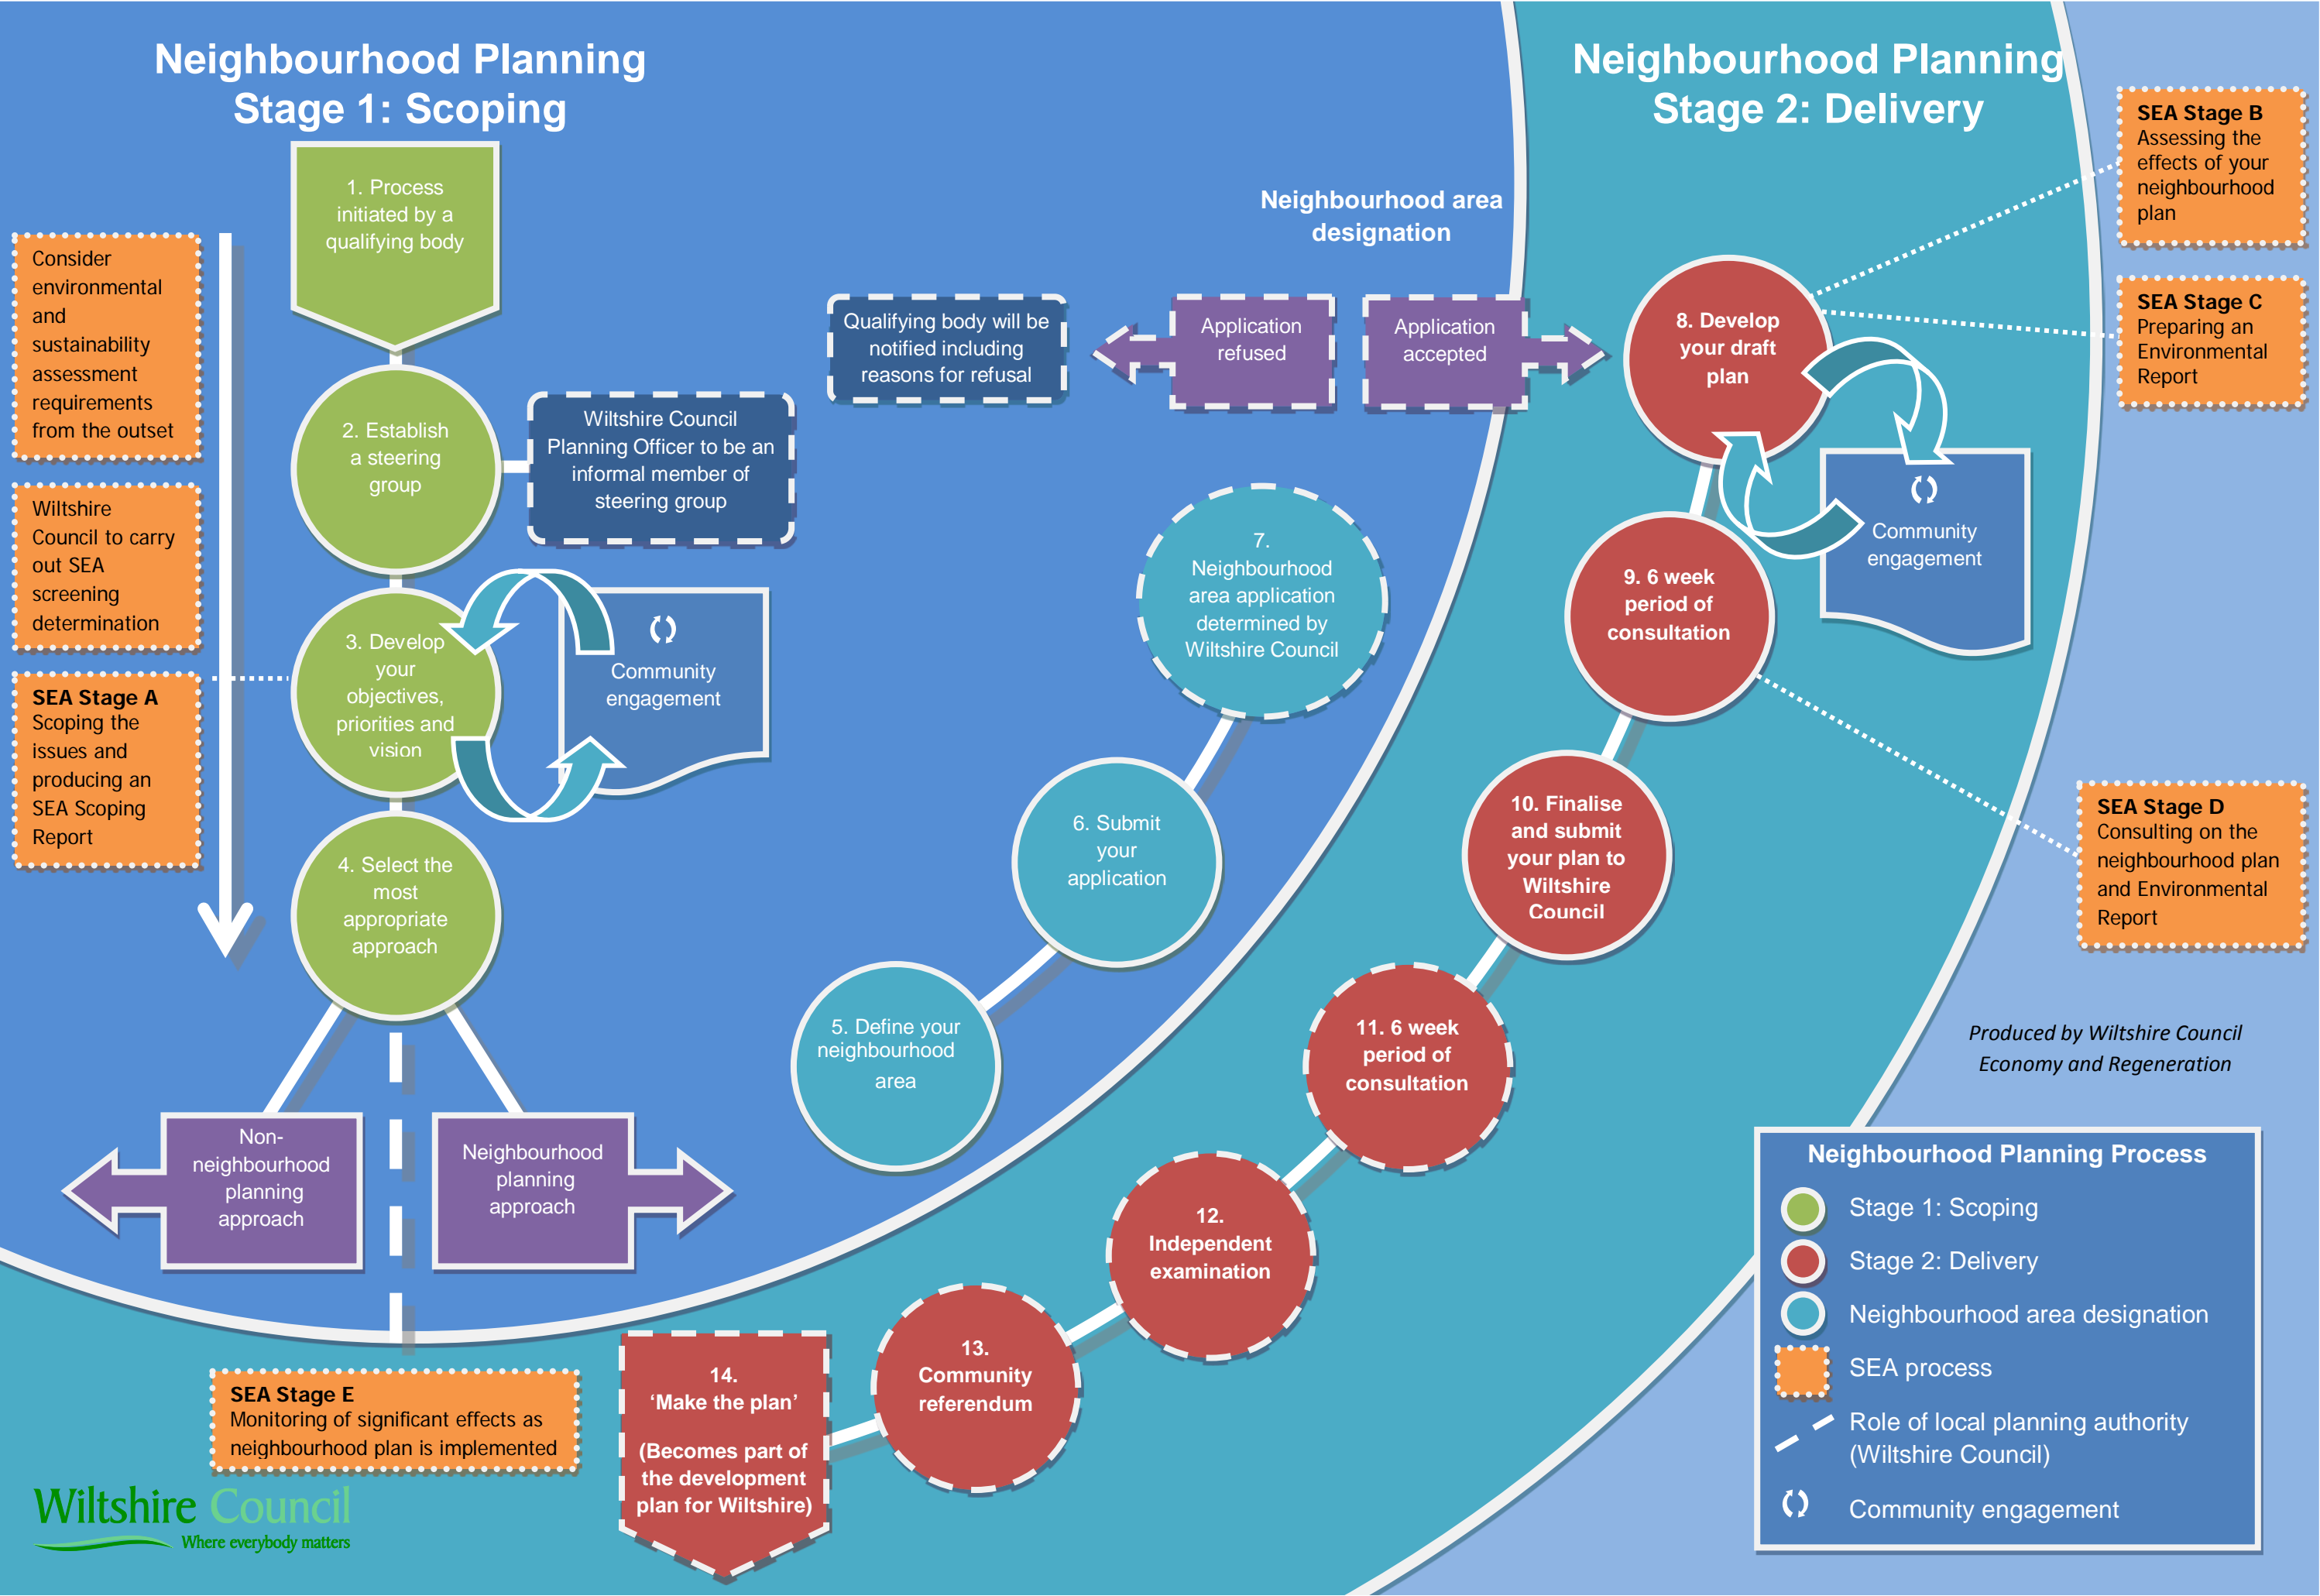 Neighbourhood Planning
Stage 1: Scoping
1. Process
initiated by a
qualifying body
Consider
environmental
and
sustainability
assessment
requirements
from the outset
Wiltshire
Council to carry
out SEA
screening
determination
SEA Stage A
Scoping the
issues and
producing an
SEA Scoping
Report
2. Establish
a steering
group
Wiltshire Council
Planning Officer to be an
informal member of
steering group
3. Develop
your
objectives,
priorities and
vision
Community
engagement
4. Select the
most
appropriate
approach
Non-
neighbourhood
planning
approach
Neighbourhood
planning
approach
Neighbourhood area
designation
Qualifying body will be
notified including
reasons for refusal
Application
refused
Application
accepted
7.
Neighbourhood
area application
determined by
Wiltshire Council
6. Submit
your
application
5. Define your
neighbourhood
area
Neighbourhood Planning
Stage 2: Delivery
SEA Stage B
Assessing the
effects of your
neighbourhood
plan
SEA Stage C
Preparing an
Environmental
Report
8. Develop
your draft
plan
Community
engagement
9. 6 week
period of
consultation
SEA Stage D
Consulting on the
neighbourhood plan
and Environmental
Report
10. Finalise
and submit
your plan to
Wiltshire
Council
11. 6 week
period of
consultation
12.
Independent
examination
13.
Community
referendum
14.
‘Make the plan’
(Becomes part of
the development
plan for Wiltshire)
SEA Stage E
Monitoring of significant effects as
neighbourhood plan is implemented
Wiltshire Council
Where everybody matters
Produced by Wiltshire Council
Economy and Regeneration
Neighbourhood Planning Process
Stage 1: Scoping
Stage 2: Delivery
Neighbourhood area designation
SEA process
Role of local planning authority
(Wiltshire Council)
Community engagement